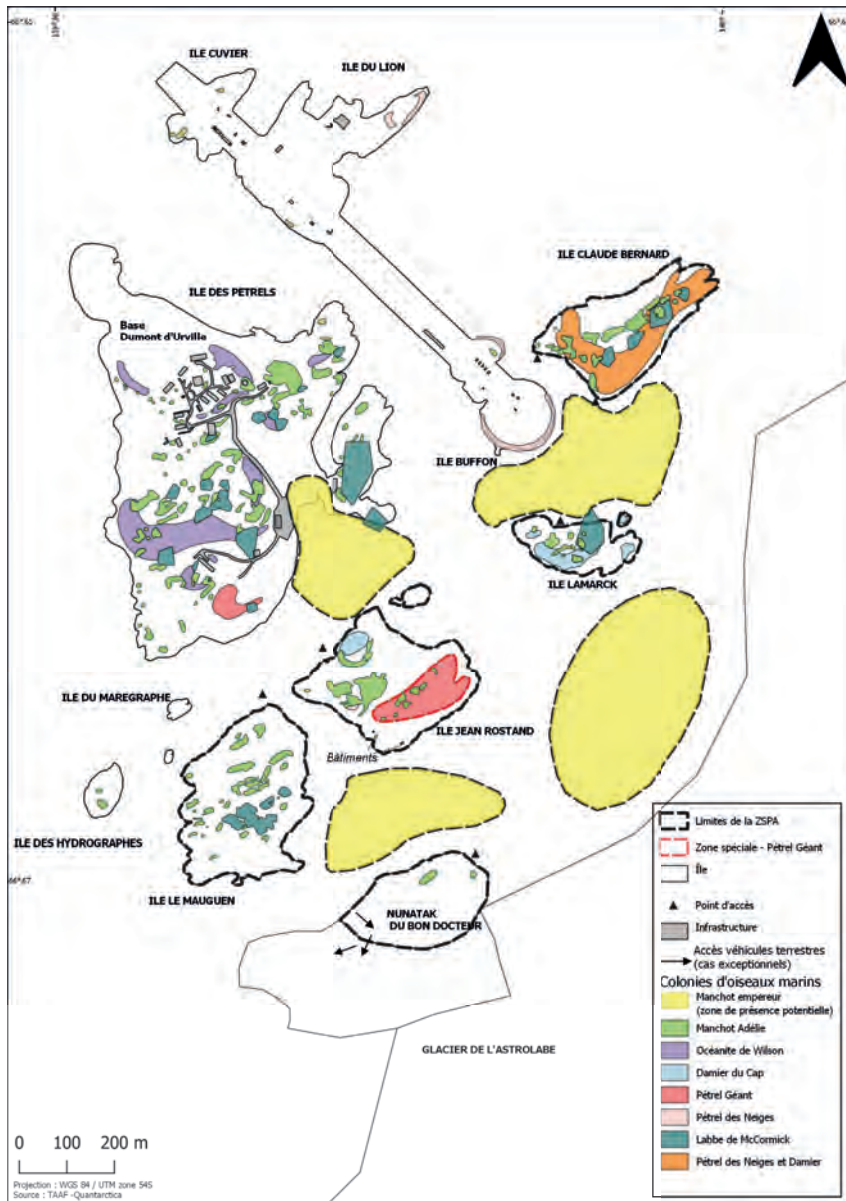 ILE CUVIER
ILE DU LION
ILE CLAUDE BERNARD
ILE DES PETRELS
Base
Dumont d'Urville
ILE BUFFON
ILE LAMARCK
ILE DU MAREGRAPHE
ILE JEAN ROSTAND
Bâtiments
ILE DES HYDROGRAPHES
66°67
ILE LE MAUGUEN
NUNATAK
DU BON DOCTEUR
GLACIER DE L'ASTROLABE
Limites de la ZSPA
Zone spéciale - Pétrel Géant
Île
Point d'accès
Infrastructure
Accès véhicules terrestres
(cas exceptionnels)
Colonies d'oiseaux marins
Manchot empereur
(zone de présence potentielle)
Manchot Adélie
Océanite de Wilson
Damier du Cap
Pétrel Géant
Pétrel des Neiges
Labbe de McCormick
Pétrel des Neiges et Damier
0 100 200 m
Projection : WGS 84 / UTM zone 54S
Source : TAAF -Quantarctica